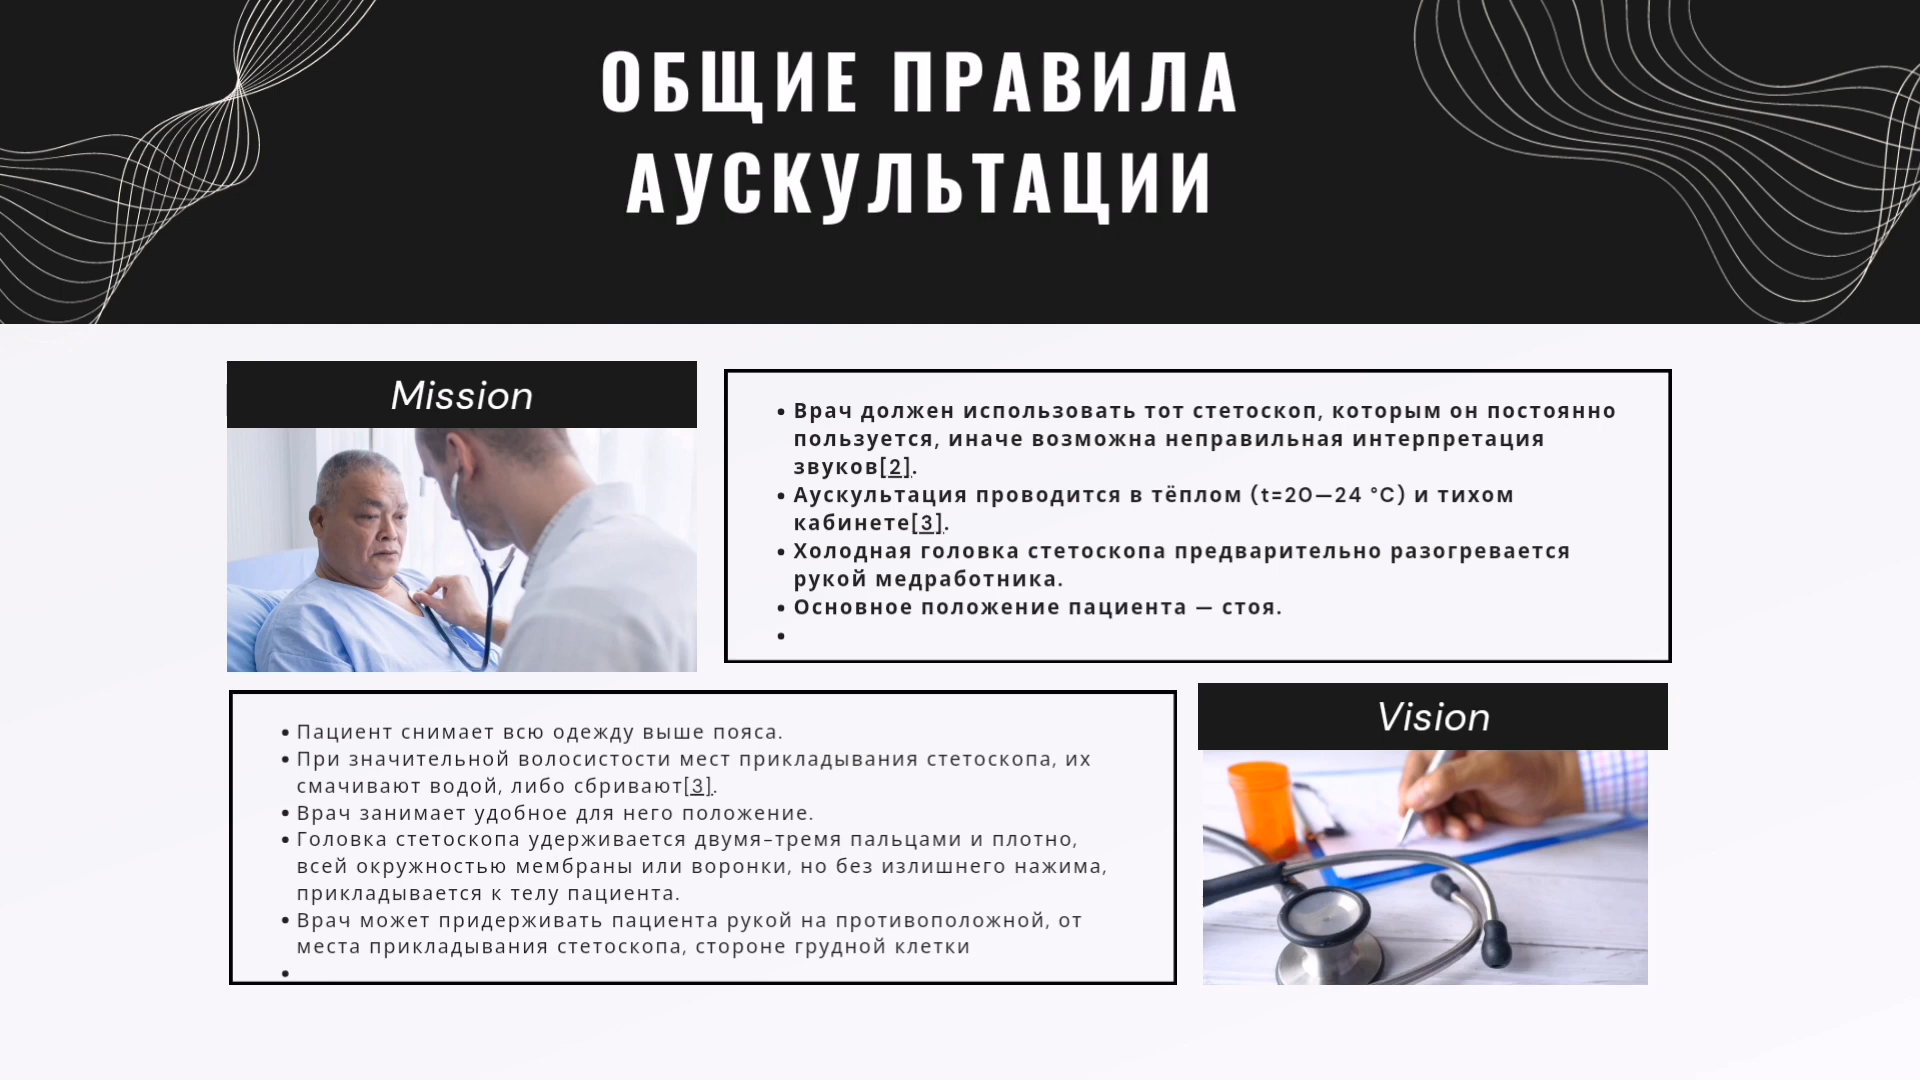 ОБЩИЕ ПРАВИЛА
АУСКУЛЬТАЦИИ
Mission
• Врач должен использовать тот стетоскоп, которым он постоянно
пользуется, иначе возможна неправильная интерпретация
звуков[2].
• Аускультация проводится в тёплом (t=20—24 °C) и тихом
кабинете[3].
• Холодная головка стетоскопа предварительно разогревается
рукой медработника.
• Основное положение пациента — стоя.
•
• Пациент снимает всю одежду выше пояса.
• При значительной волосистости мест прикладывания стетоскопа, их
смачивают водой, либо сбривают[3].
• Врач занимает удобное для него положение.
• Головка стетоскопа удерживается двумя-тремя пальцами и плотно,
всей окружностью мембраны или воронки, но без излишнего нажима,
прикладывается к телу пациента.
• Врач может придерживать пациента рукой на противоположной, от
места прикладывания стетоскопа, стороне грудной клетки
•
Vision